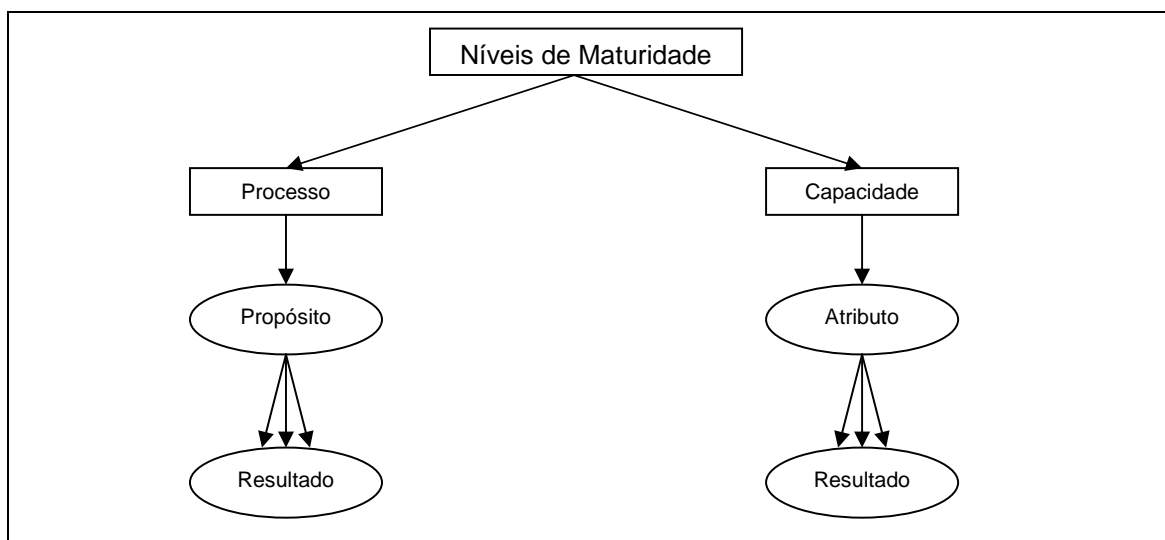 Níveis de Maturidade
Processo
Capacidade
Propósito
Atributo
Resultado
Resultado